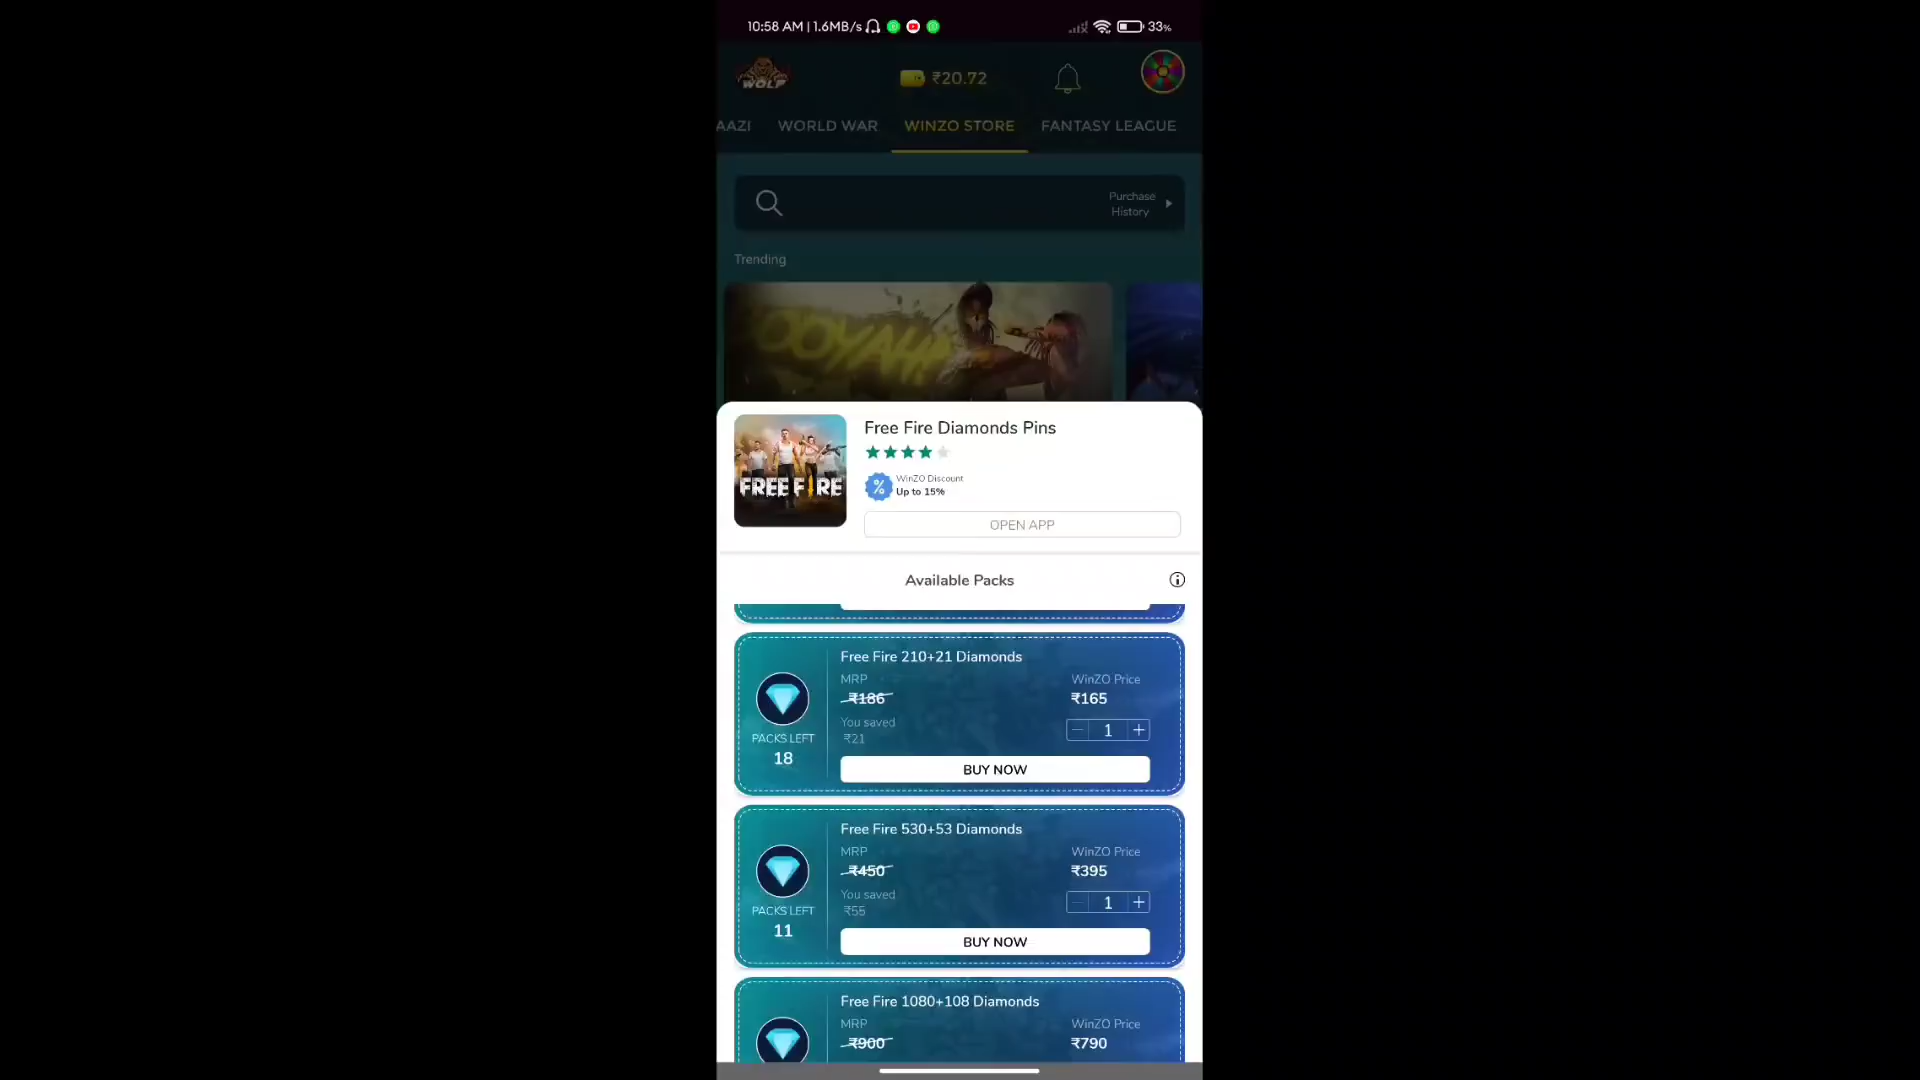 10:58 AM | 1.6MB/s
33%
WOLF
₹20.72
AAZI WORLD WAR WINZO STORE FANTASY LEAGUE
Purchase
History
Trending
BOOYAH!
Free Fire Diamonds Pins
FREE FIRE
WinZO Discount
Up to 15%
OPEN APP
Available Packs
Free Fire 210+21 Diamonds
MRP WinZO Price
₹186 ₹165
You saved
₹21
1
PACKS LEFT
18
BUY NOW
Free Fire 530+53 Diamonds
MRP WinZO Price
₹450 ₹395
You saved
₹55
1
PACKS LEFT
11
BUY NOW
Free Fire 1080+108 Diamonds
MRP WinZO Price
₹900 ₹790